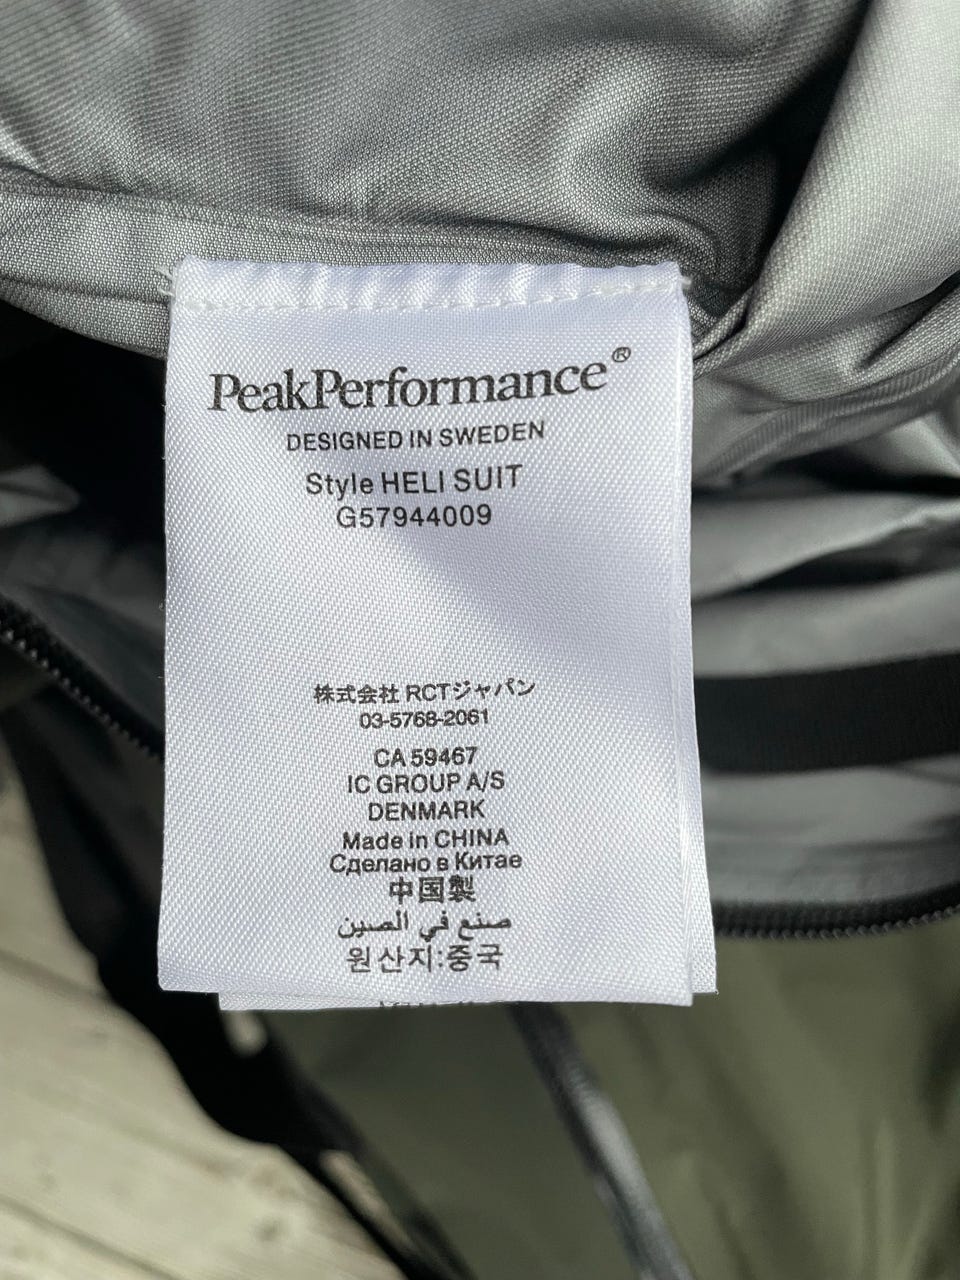 PeakPerformance®
DESIGNED IN SWEDEN
Style HELI SUIT
G57944009
株式会社 RCTジャパン
03-5768-2061
CA 59467
IC GROUP A/S
DENMARK
Made in CHINA
Сделано в Китае
中国製
صنع في الصين
원산지:중국